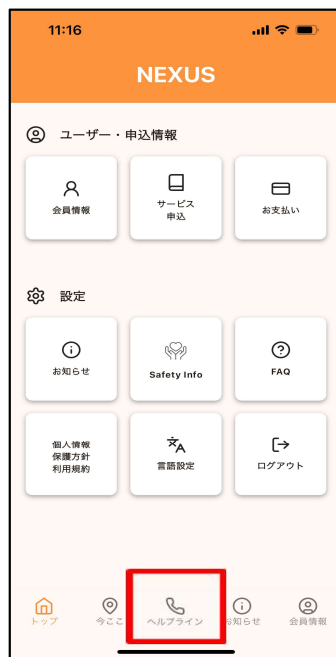 11:16
NEXUS
ユーザー・申込情報
会員情報
サービス
申込
お支払い
設定
お知らせ
Safety Info
FAQ
個人情報
保護方針
利用規約
言語設定
ログアウト
トップ
今ここ
ヘルプライン
お知らせ
会員情報